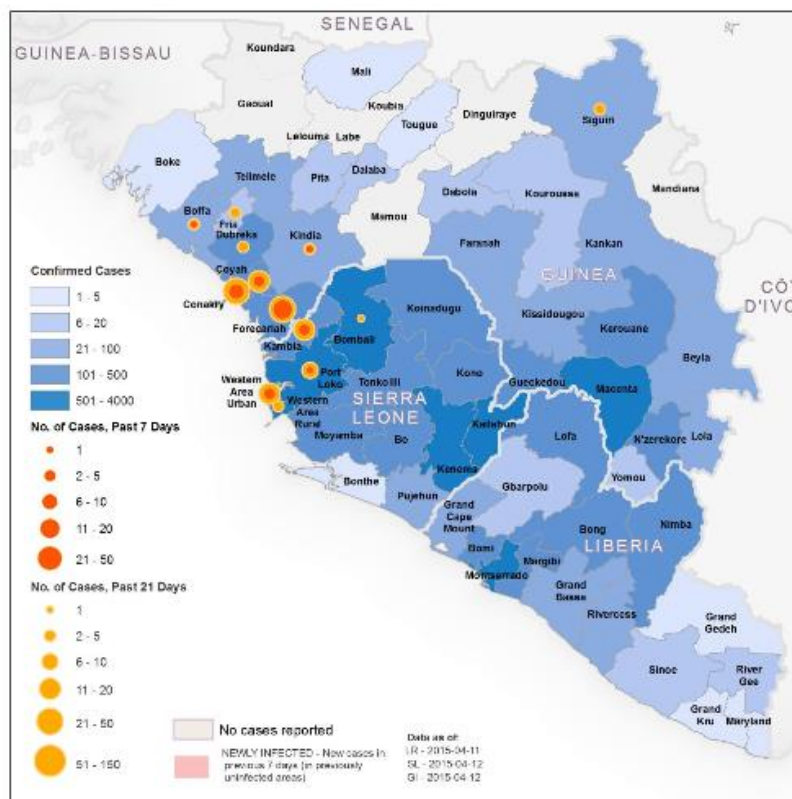 SENEGAL
GUINEA-BISSAU
Koundara
Mali
Gaoual
Koubia
Dinguiraye
Siguiri
Lelouma
Labe
Tougue
Boke
Telimele
Pita
Dalaba
Mandiana
Dabola
Kouroussa
Boffa
Fria
Mamou
Dubreka
Kindia
Faranah
Kankan
Confirmed Cases
Coyah
GUINEA
CÔTE
D'IVO
1 - 5
Conakry
Koinadugu
6 - 20
Forecariah
Bombali
Kissidougou
Kerouane
21 - 100
Kambia
Beyla
101 - 500
Port
Loko
Kono
Gueckedou
Macenta
501 - 4000
Western
Area
Urban
Tonkolili
SIERRA
LEONE
Western
Area
Rural
No. of Cases, Past 7 Days
Kailahun
Lofa
N'zerekore
Lola
1
Moyamba
Bo
Kenema
Yomou
2 - 5
Bonthe
Gbarpolu
6 - 10
Pujehun
Grand
Cape
Mount
11 - 20
Bong
Nimba
21 - 50
Bomi
LIBERIA
No. of Cases, Past 21 Days
Montserrado
Margibi
1
Grand
Bassa
2 - 5
Rivercess
Grand
Gedeh
6 - 10
Sinoe
River
Gee
11 - 20
Grand
Kru
Maryland
21 - 50
51 - 150
No cases reported
NEWLY INFECTED - New cases in
previous 7 days (in previously
uninfected areas)
Data as of:
LR - 2015-04-11
SL - 2015-04-12
GI - 2015-04-12